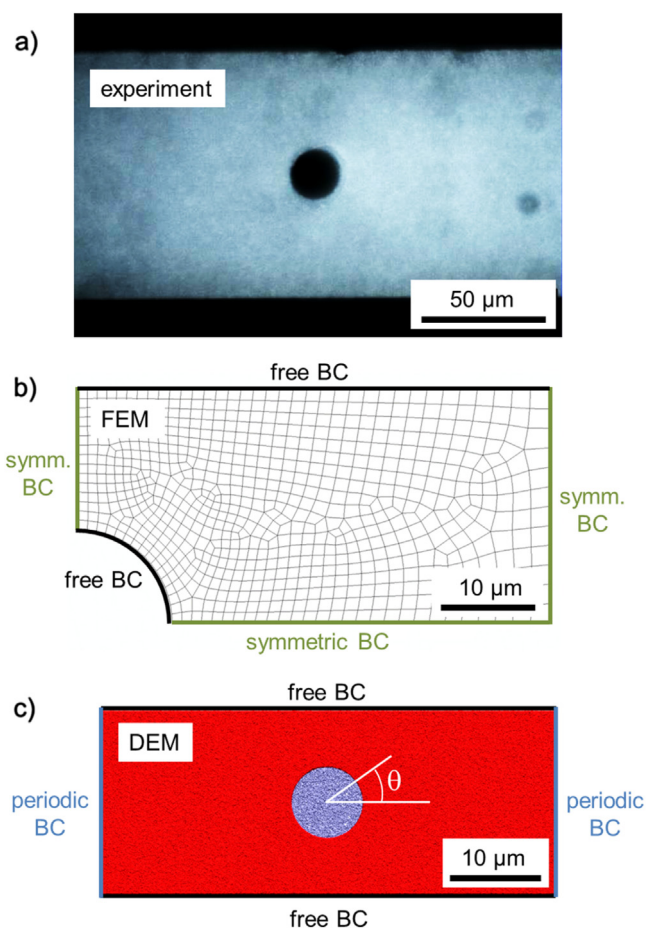 a)
experiment
50 µm
b)
free BC
FEM
symm.
BC
symm.
BC
free BC
10 µm
symmetric BC
c)
free BC
DEM
θ
periodic
BC
periodic
BC
10 µm
free BC